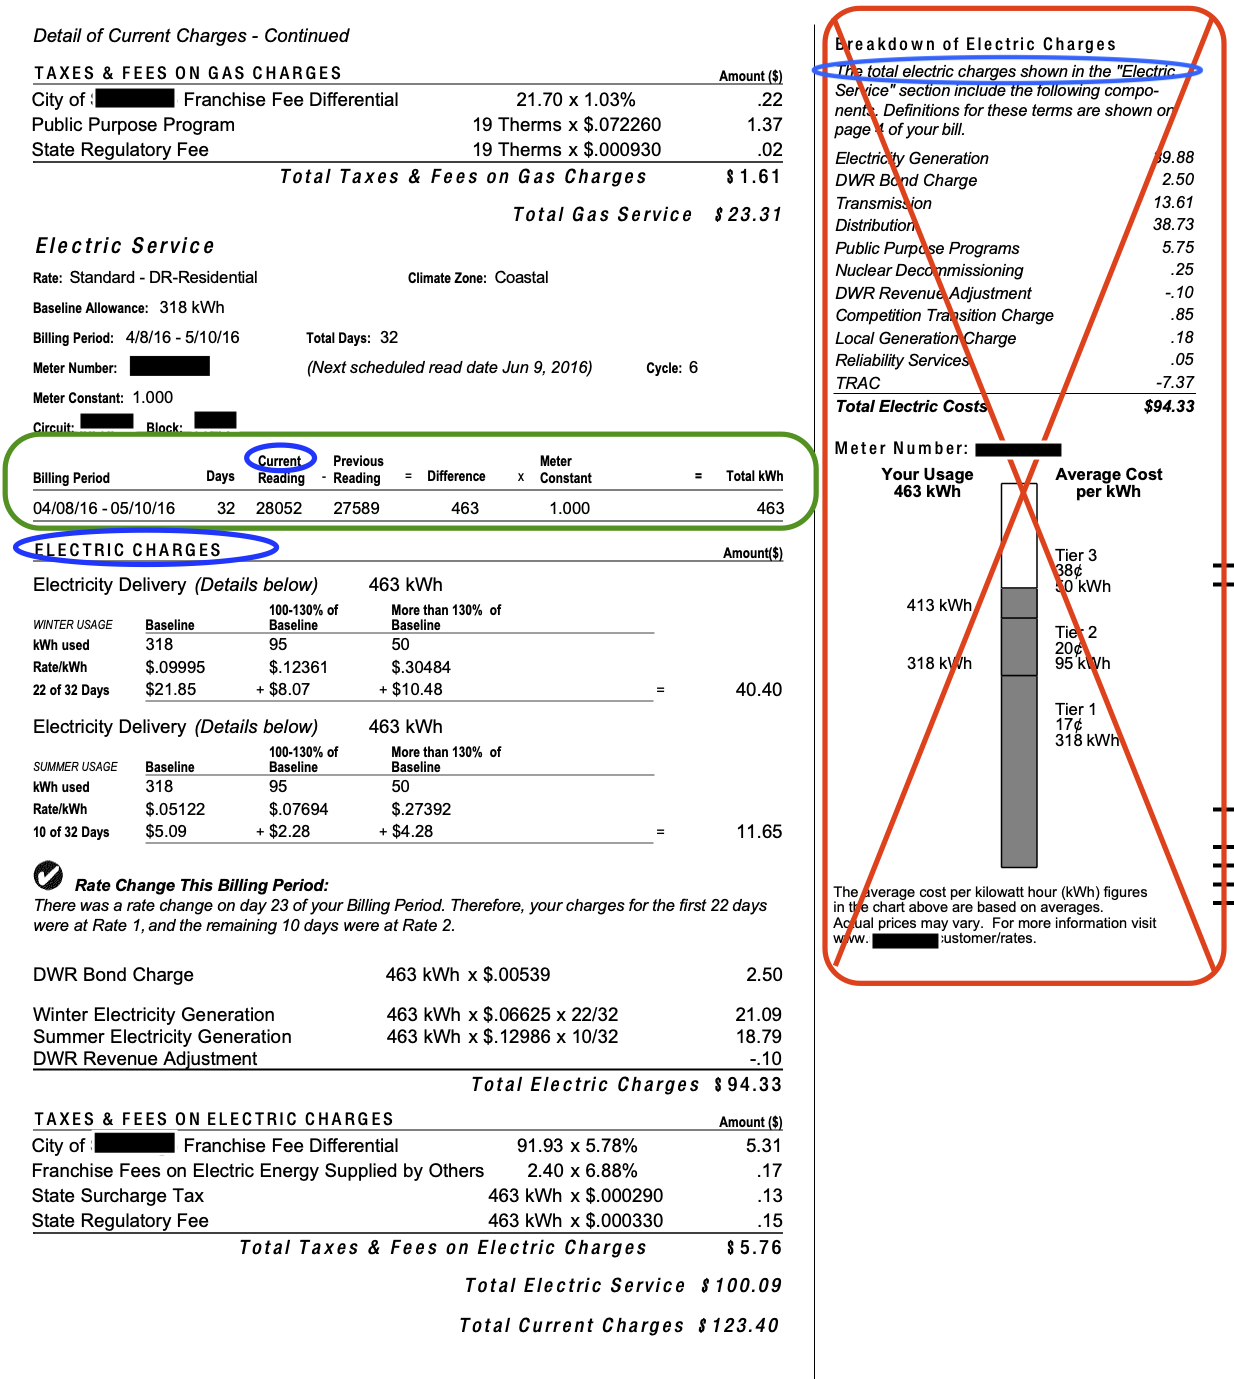 Detail of Current Charges - Continued
TAXES & FEES ON GAS CHARGES Amount ($)
City of Franchise Fee Differential 21.70 x 1.03% .22
Public Purpose Program 19 Therms x $.072260 1.37
State Regulatory Fee 19 Therms x $.000930 .02
Total Taxes & Fees on Gas Charges $1.61
Total Gas Service $23.31
Electric Service
Rate: Standard - DR-Residential Climate Zone: Coastal
Baseline Allowance: 318 kWh
Billing Period: 4/8/16 - 5/10/16 Total Days: 32
Meter Number: (Next scheduled read date Jun 9, 2016) Cycle: 6
Meter Constant: 1.000
Circuit: Block:
Current Previous Meter
Billing Period Days Reading - Reading = Difference x Constant = Total kWh
04/08/16 - 05/10/16 32 28052 27589 463 1.000 463
ELECTRIC CHARGES Amount($)
Electricity Delivery (Details below) 463 kWh
100-130% of More than 130% of
WINTER USAGE Baseline Baseline Baseline
kWh used 318 95 50
Rate/kWh $.09995 $.12361 $.30484
22 of 32 Days $21.85 + $8.07 + $10.48 = 40.40
Electricity Delivery (Details below) 463 kWh
100-130% of More than 130% of
SUMMER USAGE Baseline Baseline Baseline
kWh used 318 95 50
Rate/kWh $.05122 $.07694 $.27392
10 of 32 Days $5.09 + $2.28 + $4.28 = 11.65
Rate Change This Billing Period:
There was a rate change on day 23 of your Billing Period. Therefore, your charges for the first 22 days
were at Rate 1, and the remaining 10 days were at Rate 2.
DWR Bond Charge 463 kWh x $.00539 2.50
Winter Electricity Generation 463 kWh x $.06625 x 22/32 21.09
Summer Electricity Generation 463 kWh x $.12986 x 10/32 18.79
DWR Revenue Adjustment -.10
Total Electric Charges $94.33
TAXES & FEES ON ELECTRIC CHARGES Amount ($)
City of Franchise Fee Differential 91.93 x 5.78% 5.31
Franchise Fees on Electric Energy Supplied by Others 2.40 x 6.88% .17
State Surcharge Tax 463 kWh x $.000290 .13
State Regulatory Fee 463 kWh x $.000330 .15
Total Taxes & Fees on Electric Charges $5.76
Total Electric Service $100.09
Total Current Charges $123.40
Breakdown of Electric Charges
The total electric charges shown in the "Electric
Service" section include the following compo-
nents. Definitions for these terms are shown on
page 4 of your bill.
Electricity Generation 39.88
DWR Bond Charge 2.50
Transmission 13.61
Distribution 38.73
Public Purpose Programs 5.75
Nuclear Decommissioning .25
DWR Revenue Adjustment -.10
Competition Transition Charge .85
Local Generation Charge .18
Reliability Services .05
TRAC -7.37
Total Electric Costs $94.33
Meter Number:
Your Usage Average Cost
463 kWh per kWh
Tier 3
38¢
50 kWh
413 kWh
Tier 2
20¢
318 kWh 95 kWh
Tier 1
17¢
318 kWh
The average cost per kilowatt hour (kWh) figures
in the chart above are based on averages.
Actual prices may vary. For more information visit
www. customer/rates.